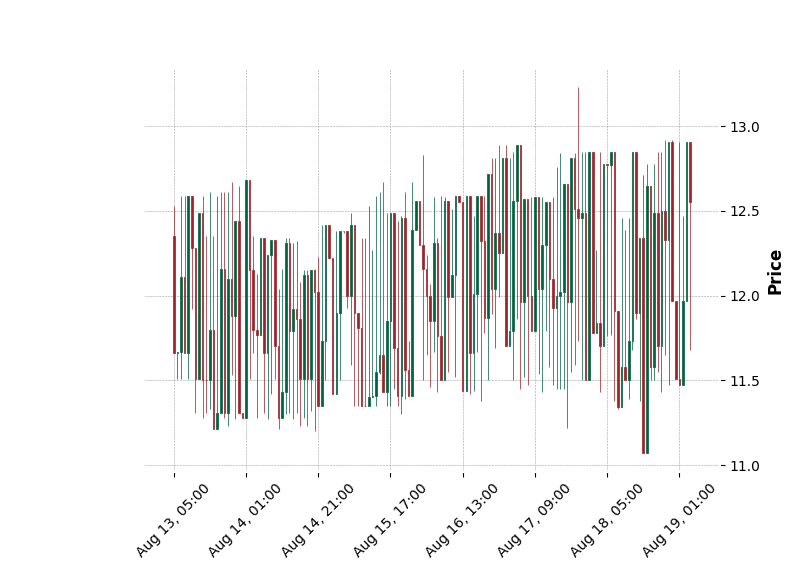 13.0
12.5
12.0
11.5
11.0
Price
Aug 13, 05:00
Aug 14, 01:00
Aug 14, 21:00
Aug 15, 17:00
Aug 16, 13:00
Aug 17, 09:00
Aug 18, 05:00
Aug 19, 01:00